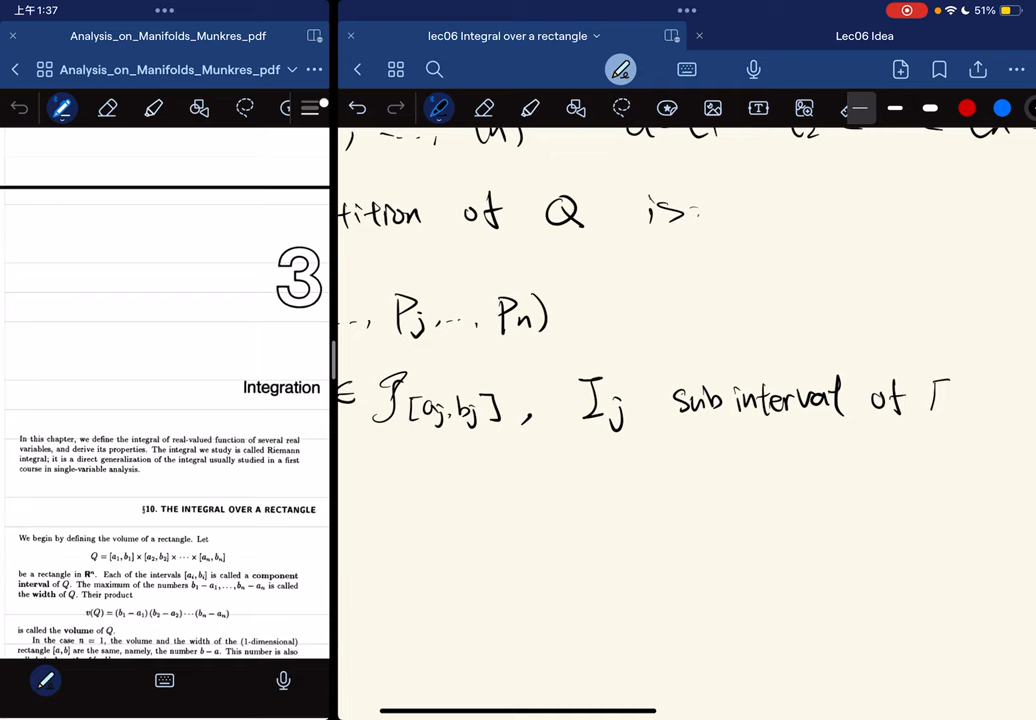 上午1:37
51%
Analysis_on_Manifolds_Munkres_pdf
Analysis_on_Manifolds_Munkres_pdf
3
Integration
In this chapter, we define the integral of real-valued function of several real
variables, and derive its properties. The integral we study is called Riemann
integral; it is a direct generalization of the integral usually studied in a first
course in single-variable analysis.
§10. THE INTEGRAL OVER A RECTANGLE
We begin by defining the volume of a rectangle. Let
Q = [a₁, b₁] × [a₂, b₂] × ··· × [aₙ, bₙ]
be a rectangle in Rⁿ. Each of the intervals [aᵢ, bᵢ] is called a component
interval of Q. The maximum of the numbers b₁ − a₁, . . . , bₙ − aₙ is called
the width of Q. Their product
v(Q) = (b₁ − a₁)(b₂ − a₂) ··· (bₙ − aₙ)
is called the volume of Q.
In the case n = 1, the volume and the width of the (1-dimensional)
rectangle [a, b] are the same, namely, the number b − a. This number is also
lec06 Integral over a rectangle
Lec06 Idea
tition of Q is:
..., Pj, ..., Pn)
∈ 𝒫[aj, bj], Ij subinterval of [